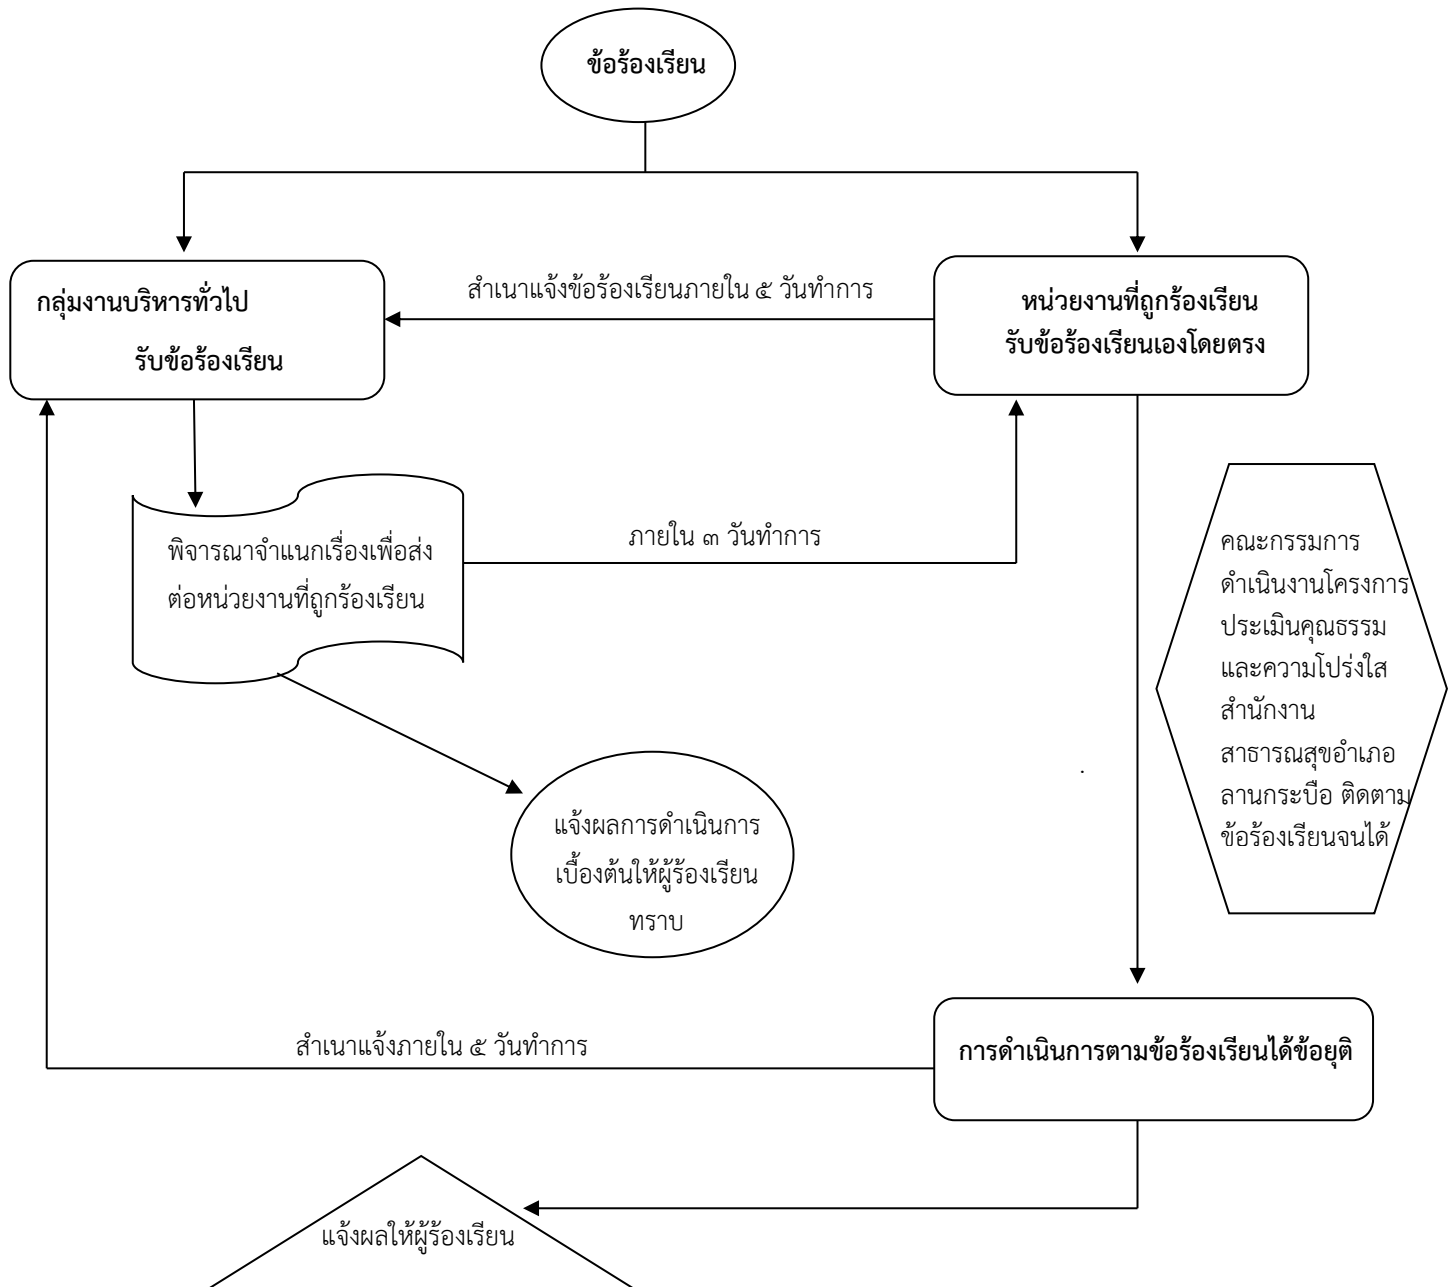 ข้อร้องเรียน
กลุ่มงานบริหารทั่วไป
รับข้อร้องเรียน
สำเนาแจ้งข้อร้องเรียนภายใน ๕ วันทำการ
หน่วยงานที่ถูกร้องเรียน
รับข้อร้องเรียนเองโดยตรง
พิจารณาจำแนกเรื่องเพื่อส่ง
ต่อหน่วยงานที่ถูกร้องเรียน
ภายใน ๓ วันทำการ
คณะกรรมการ
ดำเนินงานโครงการ
ประเมินคุณธรรม
และความโปร่งใส
สำนักงาน
สาธารณสุขอำเภอ
ลานกระบือ ติดตาม
ข้อร้องเรียนจนได้
แจ้งผลการดำเนินการ
เบื้องต้นให้ผู้ร้องเรียน
ทราบ
สำเนาแจ้งภายใน ๕ วันทำการ
การดำเนินการตามข้อร้องเรียนได้ข้อยุติ
แจ้งผลให้ผู้ร้องเรียน